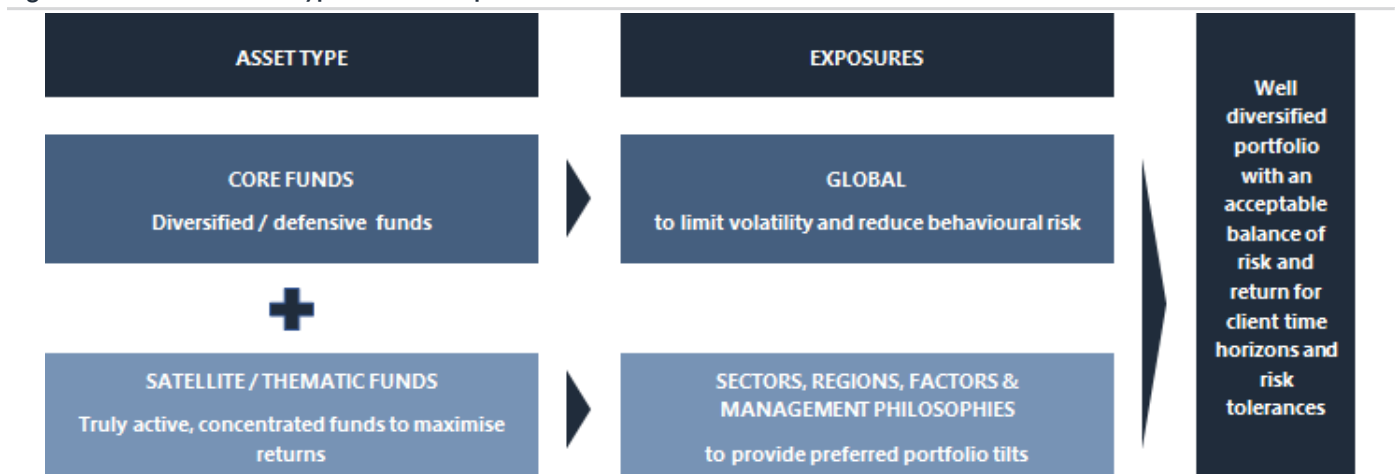 ASSET TYPE
EXPOSURES
CORE FUNDS
Diversified / defensive funds
GLOBAL
to limit volatility and reduce behavioural risk
SATELLITE / THEMATIC FUNDS
Truly active, concentrated funds to maximise
returns
SECTORS, REGIONS, FACTORS &
MANAGEMENT PHILOSOPHIES
to provide preferred portfolio tilts
Well
diversified
portfolio
with an
acceptable
balance of
risk and
return for
client time
horizons and
risk
tolerances